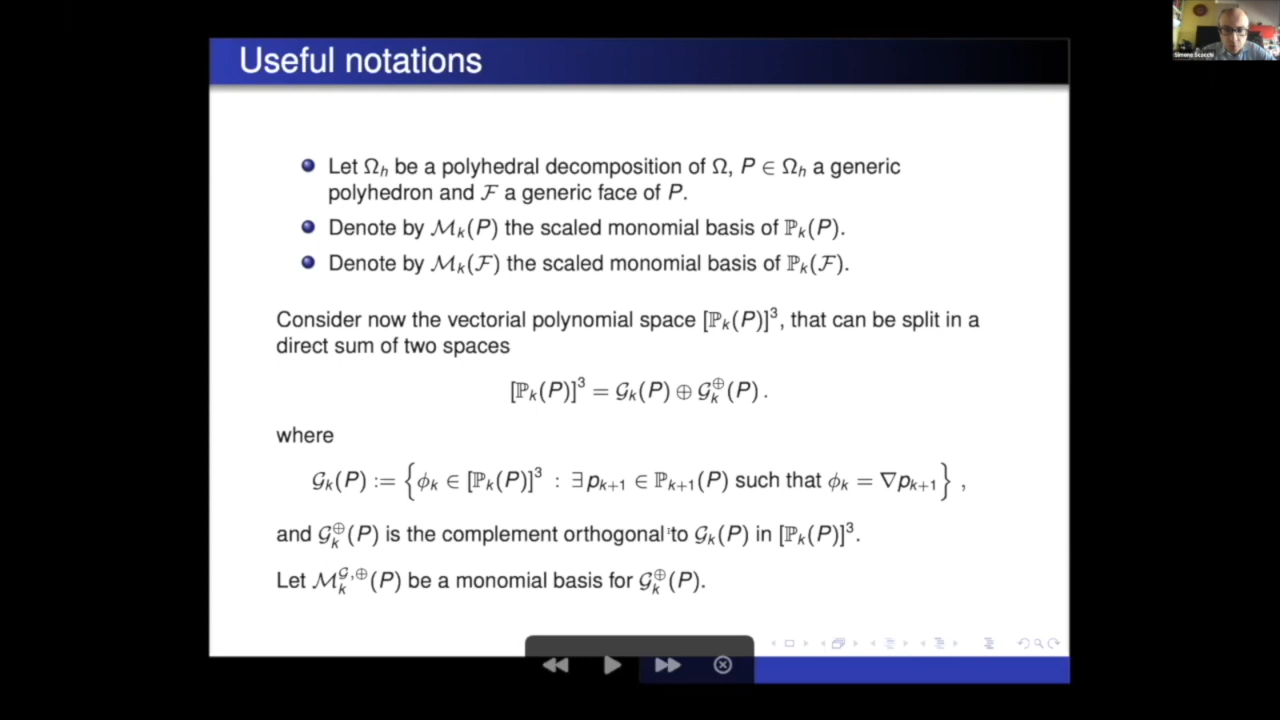 Useful notations
Let Ωₕ be a polyhedral decomposition of Ω, P ∈ Ωₕ a generic
polyhedron and ℱ a generic face of P.
Denote by ℳₖ(P) the scaled monomial basis of ℙₖ(P).
Denote by ℳₖ(ℱ) the scaled monomial basis of ℙₖ(ℱ).
Consider now the vectorial polynomial space [ℙₖ(P)]³, that can be split in a
direct sum of two spaces
[ℙₖ(P)]³ = 𝒢ₖ(P) ⊕ 𝒢ₖ^⊕(P).
where
𝒢ₖ(P) := {ϕₖ ∈ [ℙₖ(P)]³ : ∃ pₖ₊₁ ∈ ℙₖ₊₁(P) such that ϕₖ = ∇pₖ₊₁} ,
and 𝒢ₖ^⊕(P) is the complement orthogonal to 𝒢ₖ(P) in [ℙₖ(P)]³.
Let ℳₖ^{𝒢,⊕}(P) be a monomial basis for 𝒢ₖ^⊕(P).
Simone Scacchi